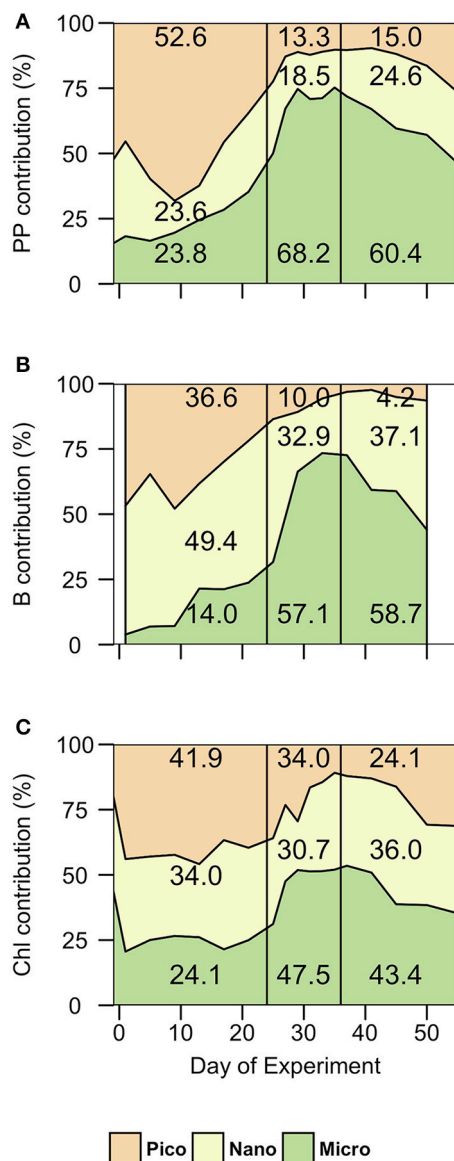 A
PP contribution (%)
100
75
50
25
0
52.6 13.3 15.0
18.5 24.6
23.6
23.8 68.2 60.4
B
B contribution (%)
100
75
50
25
0
36.6 10.0 4.2
32.9 37.1
49.4
14.0 57.1 58.7
C
Chl contribution (%)
100
75
50
25
0
41.9 34.0 24.1
30.7 36.0
34.0
24.1 47.5 43.4
0 10 20 30 40 50
Day of Experiment
Pico Nano Micro